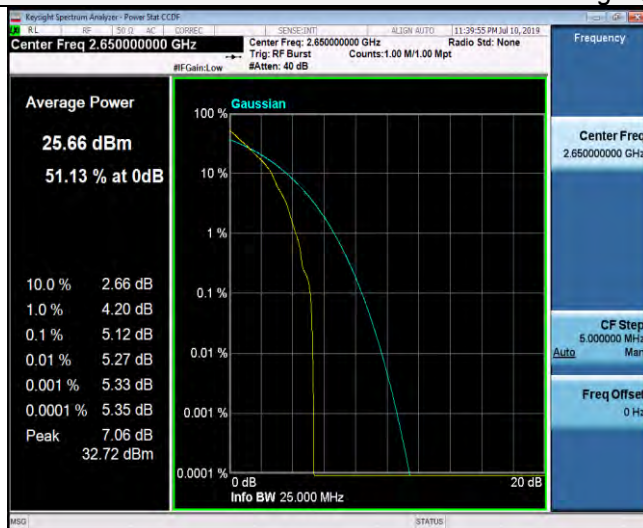 Keysight Spectrum Analyzer - Power Stat CCDF
RL RF 50 Ω AC CORREC SENSE:INT ALIGN AUTO 11:39:55 PM Jul 10, 2019
Center Freq 2.650000000 GHz
Center Freq: 2.650000000 GHz Radio Std: None
Trig: RF Burst Counts:1.00 M/1.00 Mpt
#IFGain:Low #Atten: 40 dB
Frequency
Average Power
25.66 dBm
51.13 % at 0dB
10.0 % 2.66 dB
1.0 % 4.20 dB
0.1 % 5.12 dB
0.01 % 5.27 dB
0.001 % 5.33 dB
0.0001 % 5.35 dB
Peak 7.06 dB
32.72 dBm
Gaussian
100 %
10 %
1 %
0.1 %
0.01 %
0.001 %
0.0001 %
0 dB 20 dB
Info BW 25.000 MHz
Center Freq
2.650000000 GHz
CF Step
5.000000 MHz
Auto Man
Freq Offset
0 Hz
MSG STATUS